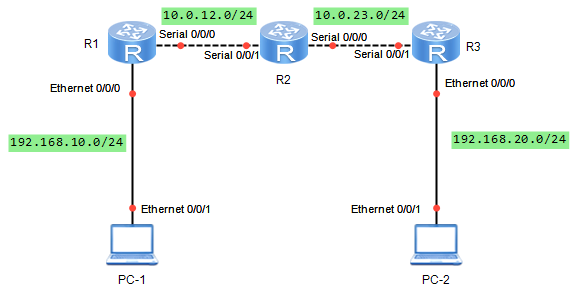 10.0.12.0/24
10.0.23.0/24
R1
Serial 0/0/0
Serial 0/0/1
R2
Serial 0/0/0
Serial 0/0/1
R3
R
R
R
Ethernet 0/0/0
Ethernet 0/0/0
192.168.10.0/24
192.168.20.0/24
Ethernet 0/0/1
Ethernet 0/0/1
PC-1
PC-2